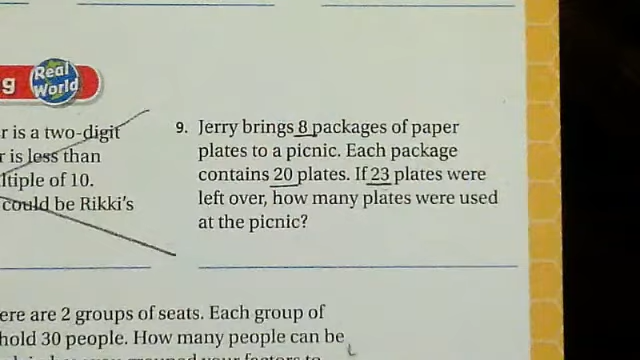 g Real World
r is a two-digit
r is less than
ltiple of 10.
could be Rikki's
9. Jerry brings 8 packages of paper
plates to a picnic. Each package
contains 20 plates. If 23 plates were
left over, how many plates were used
at the picnic?
ere are 2 groups of seats. Each group of
hold 30 people. How many people can be
your factors to